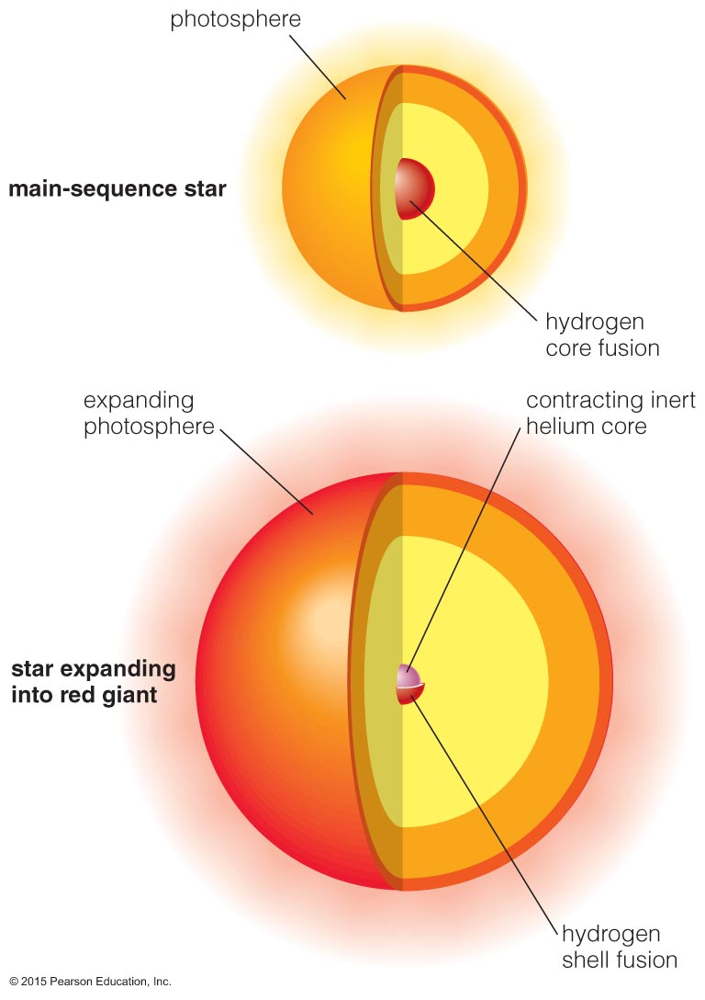 photosphere
main-sequence star
hydrogen
core fusion
expanding
photosphere
contracting inert
helium core
star expanding
into red giant
hydrogen
shell fusion
© 2015 Pearson Education, Inc.